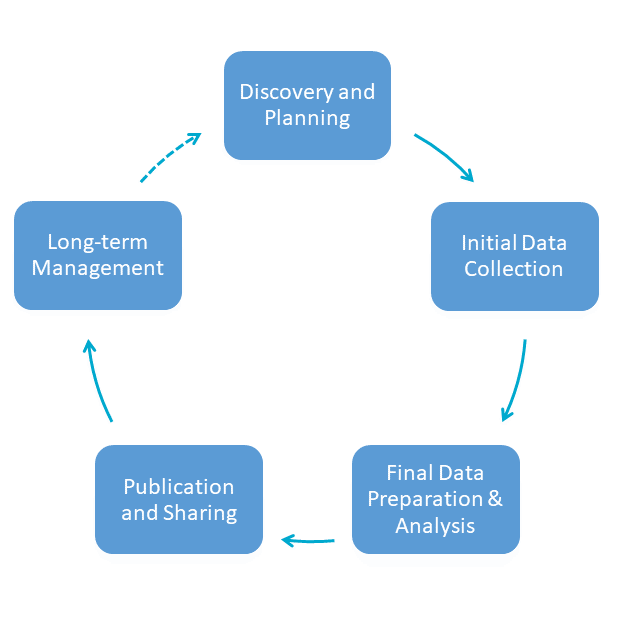 Discovery and
Planning
Initial Data
Collection
Final Data
Preparation &
Analysis
Publication
and Sharing
Long-term
Management